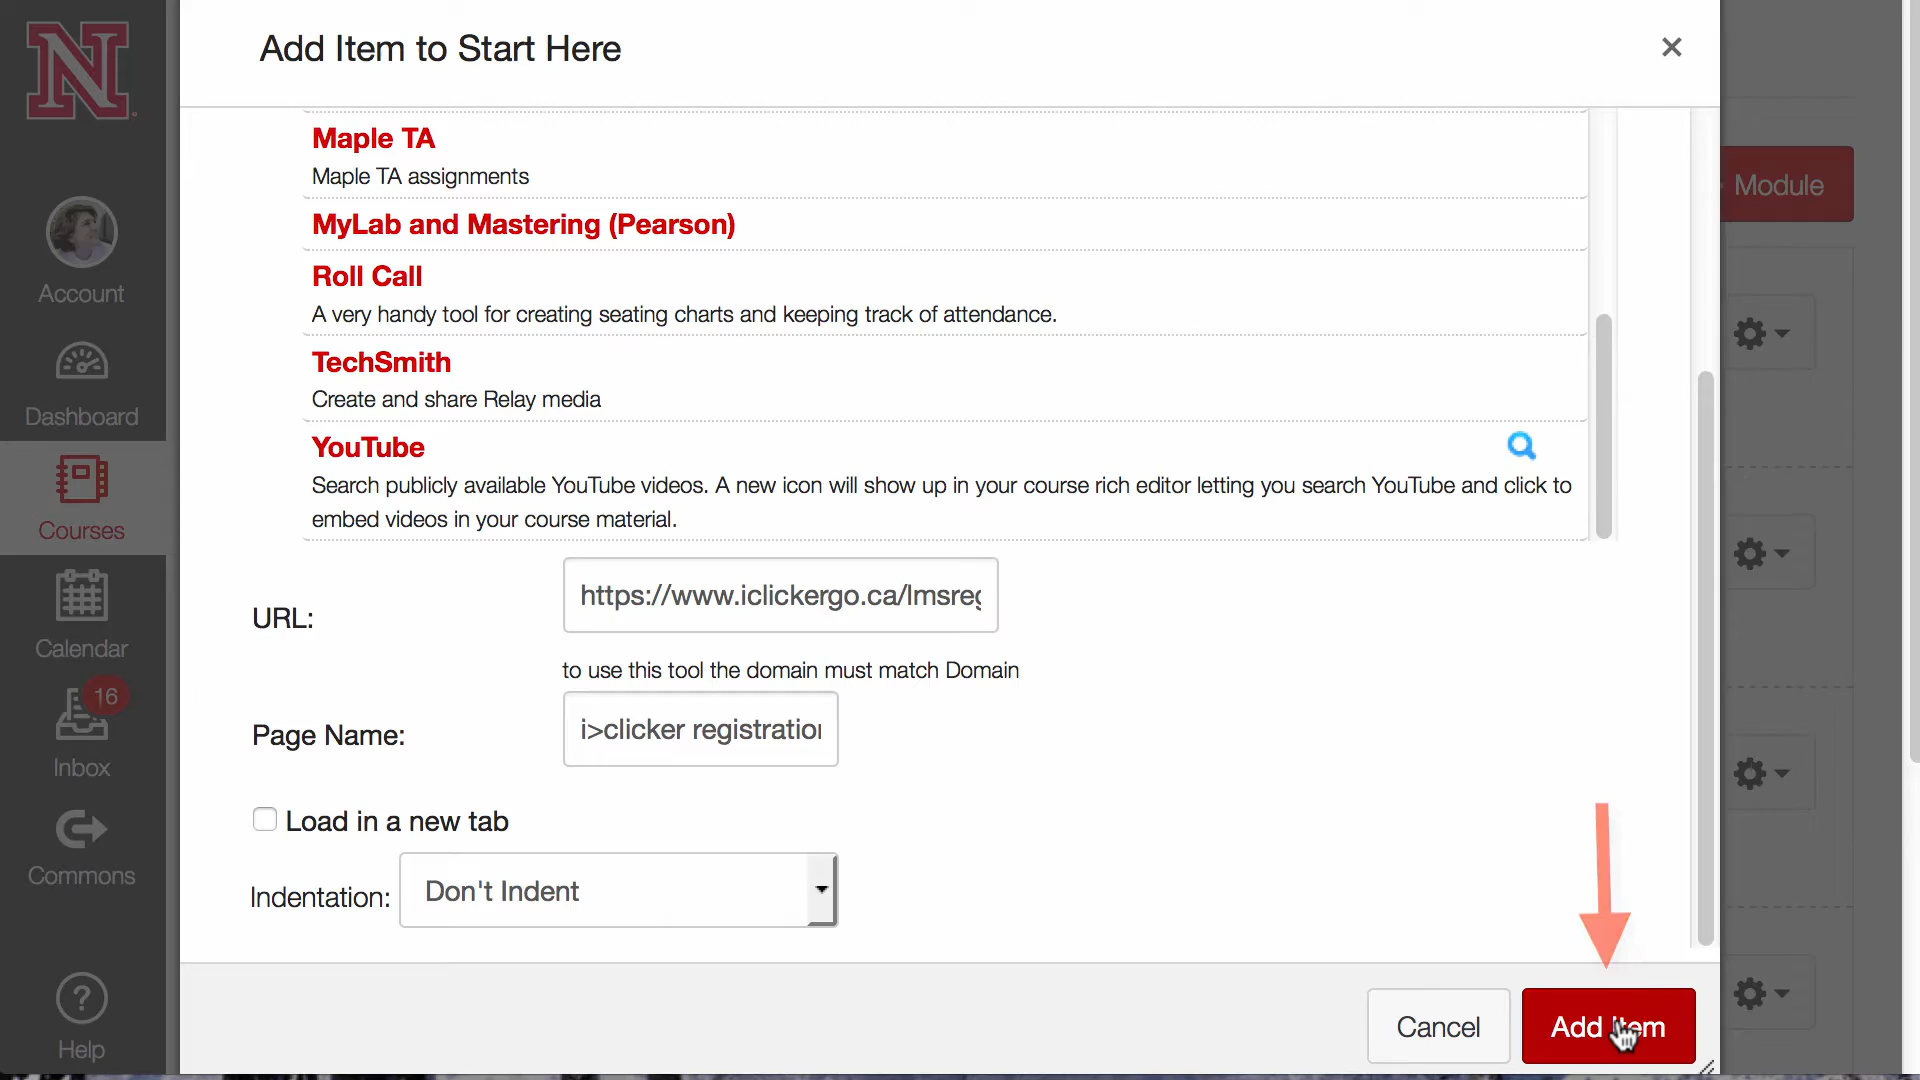 N
Account
Dashboard
Courses
Calendar
16
Inbox
Commons
?
Help
Add Item to Start Here
×
Maple TA
Maple TA assignments
MyLab and Mastering (Pearson)
Roll Call
A very handy tool for creating seating charts and keeping track of attendance.
TechSmith
Create and share Relay media
YouTube
Search publicly available YouTube videos. A new icon will show up in your course rich editor letting you search YouTube and click to
embed videos in your course material.
URL: https://www.iclickergo.ca/lmsreg
to use this tool the domain must match Domain
Page Name: i>clicker registration
Load in a new tab
Indentation: Don't Indent
Cancel
Add Item
Module